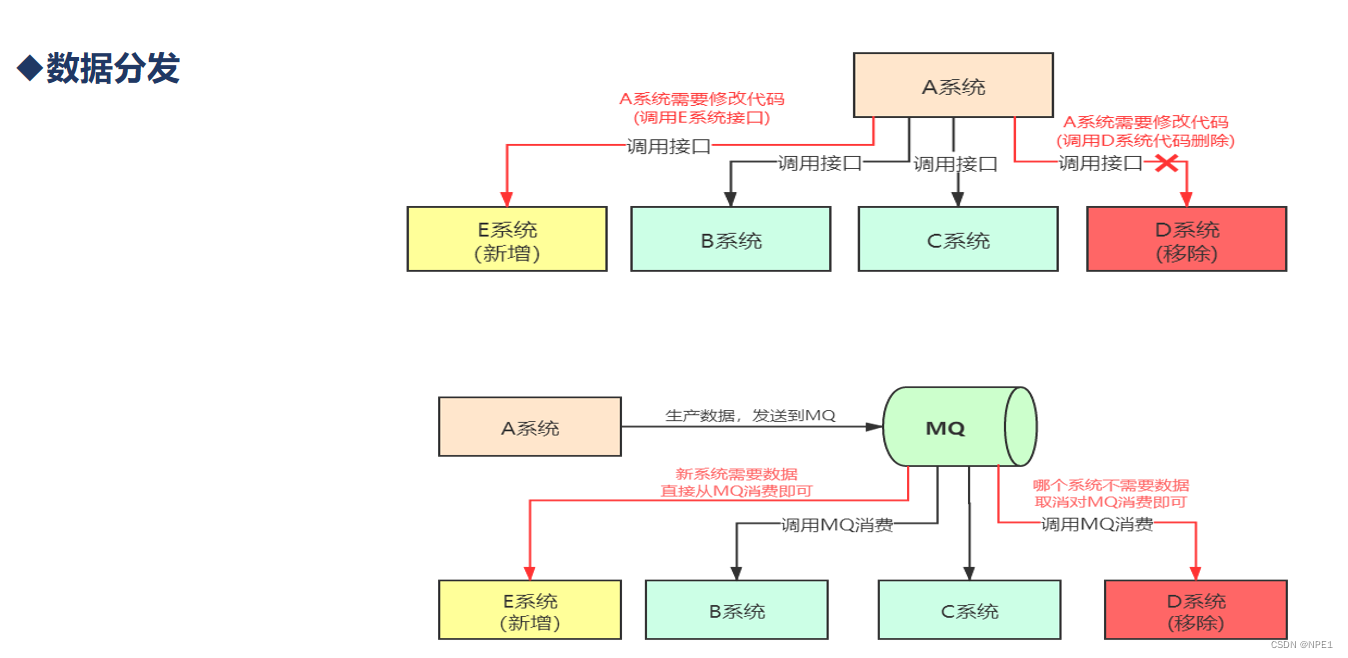 ◆数据分发
A系统
A系统需要修改代码
(调用E系统接口)
A系统需要修改代码
(调用D系统代码删除)
调用接口
调用接口
调用接口
调用接口
E系统
(新增)
B系统
C系统
D系统
(移除)
A系统
生产数据，发送到MQ
MQ
新系统需要数据
直接从MQ消费即可
哪个系统不需要数据
取消对MQ消费即可
调用MQ消费
调用MQ消费
E系统
(新增)
B系统
C系统
D系统
(移除)
CSDN @NPE1